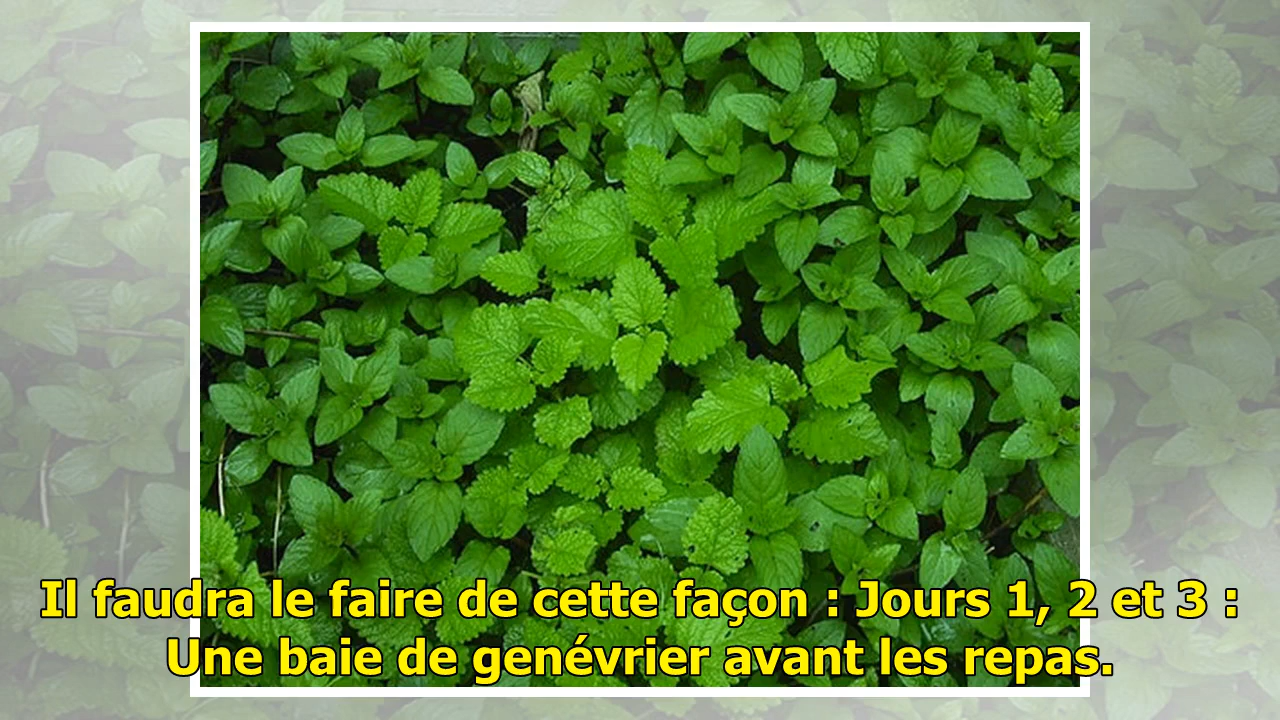 Il faudra le faire de cette façon : Jours 1, 2 et 3 :
Une baie de genévrier avant les repas.